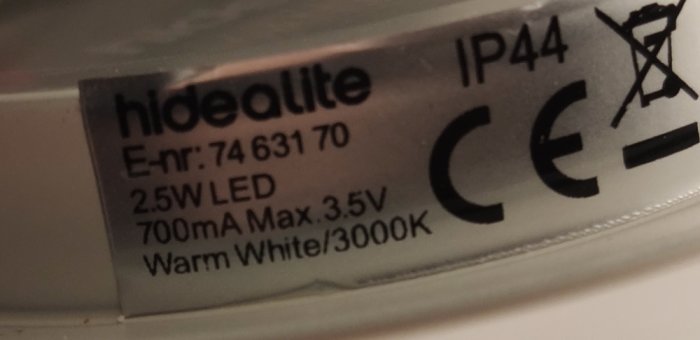 hidealite
E-nr: 74 631 70
2.5W LED
700mA Max. 3.5V
Warm White/3000K
IP44
CE